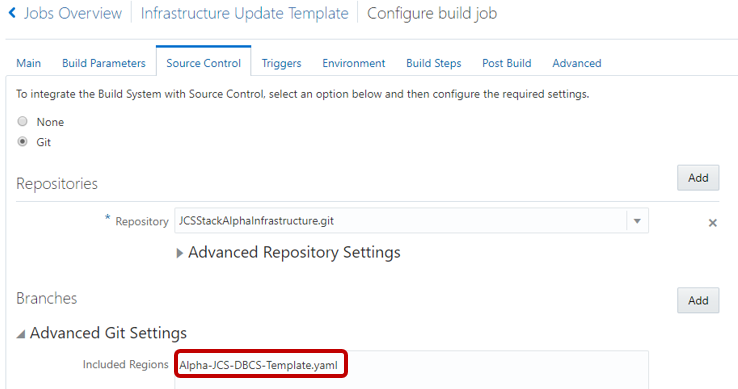 Jobs Overview Infrastructure Update Template Configure build job
Main Build Parameters Source Control Triggers Environment Build Steps Post Build Advanced
To integrate the Build System with Source Control, select an option below and then configure the required settings.
None
Git
Repositories Add
* Repository JCSStackAlphaInfrastructure.git
Advanced Repository Settings
Branches Add
Advanced Git Settings
Included Regions Alpha-JCS-DBCS-Template.yaml